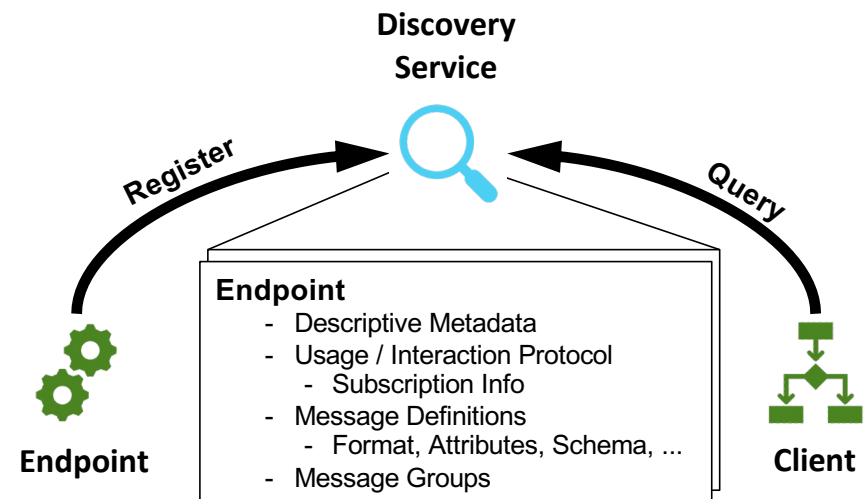 Discovery
Service
Register
Query
Endpoint
- Descriptive Metadata
- Usage / Interaction Protocol
- Subscription Info
- Message Definitions
- Format, Attributes, Schema, ...
- Message Groups
Endpoint
Client